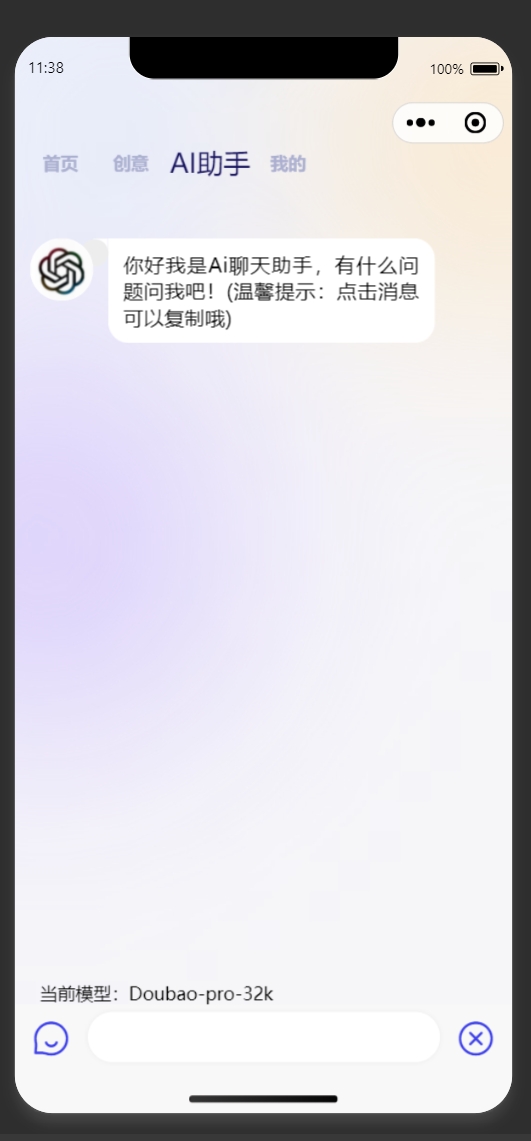 11:38
100%
首页 创意 AI助手 我的
你好我是Ai聊天助手，有什么问
题问我吧！(温馨提示：点击消息
可以复制哦)
当前模型：Doubao-pro-32k